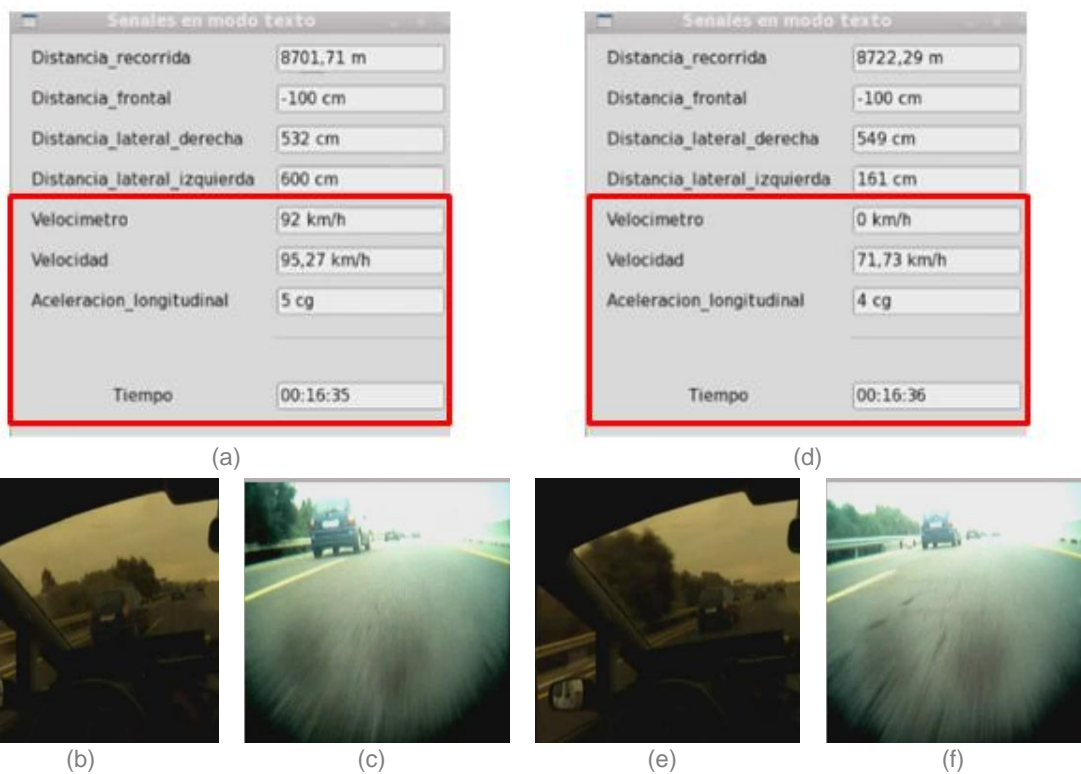 Senales en modo texto
Distancia_recorrida 8701,71 m
Distancia_frontal -100 cm
Distancia_lateral_derecha 532 cm
Distancia_lateral_izquierda 600 cm
Velocimetro 92 km/h
Velocidad 95,27 km/h
Aceleracion_longitudinal 5 cg
Tiempo 00:16:35
(a)
Senales en modo texto
Distancia_recorrida 8722,29 m
Distancia_frontal -100 cm
Distancia_lateral_derecha 549 cm
Distancia_lateral_izquierda 161 cm
Velocimetro 0 km/h
Velocidad 71,73 km/h
Aceleracion_longitudinal 4 cg
Tiempo 00:16:36
(d)
(b) (c) (e) (f)